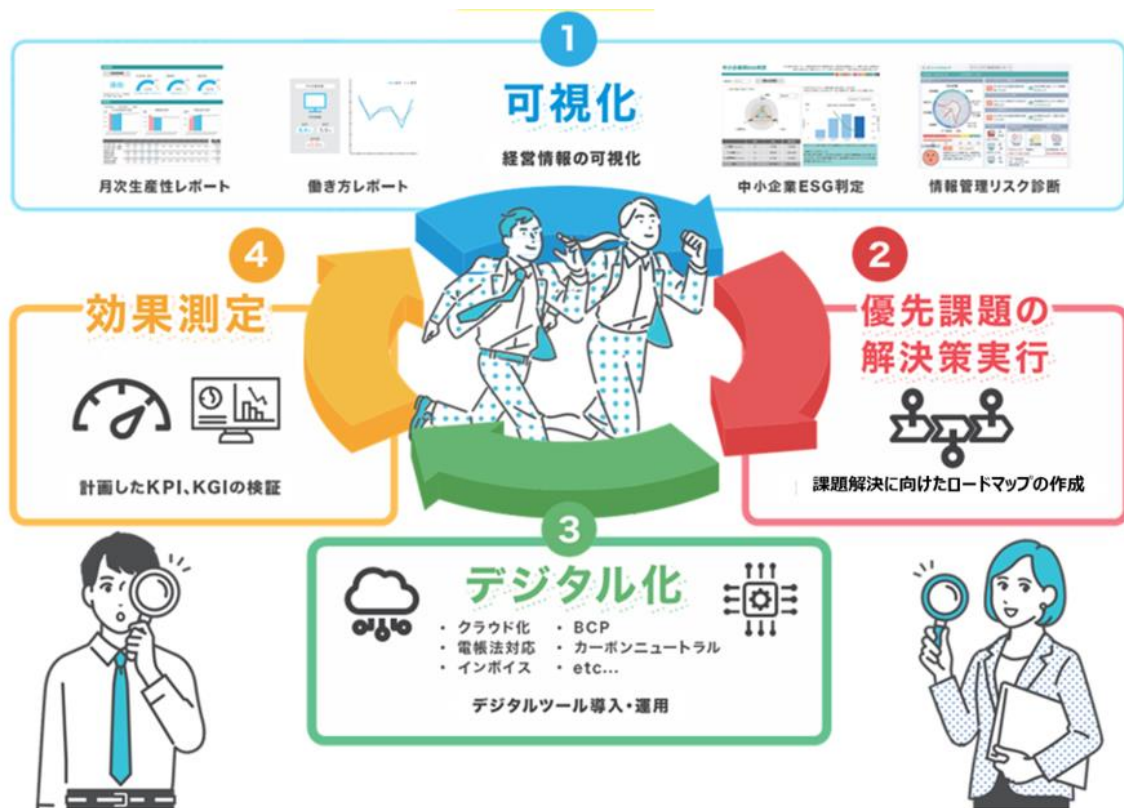 1
可視化
経営情報の可視化
月次生産性レポート
働き方レポート
中小企業ESG判定
情報管理リスク診断
2
優先課題の
解決策実行
課題解決に向けたロードマップの作成
3
デジタル化
・ クラウド化
・ 電帳法対応
・ インボイス
・ BCP
・ カーボンニュートラル
・ etc...
デジタルツール導入・運用
4
効果測定
計画したKPI、KGIの検証